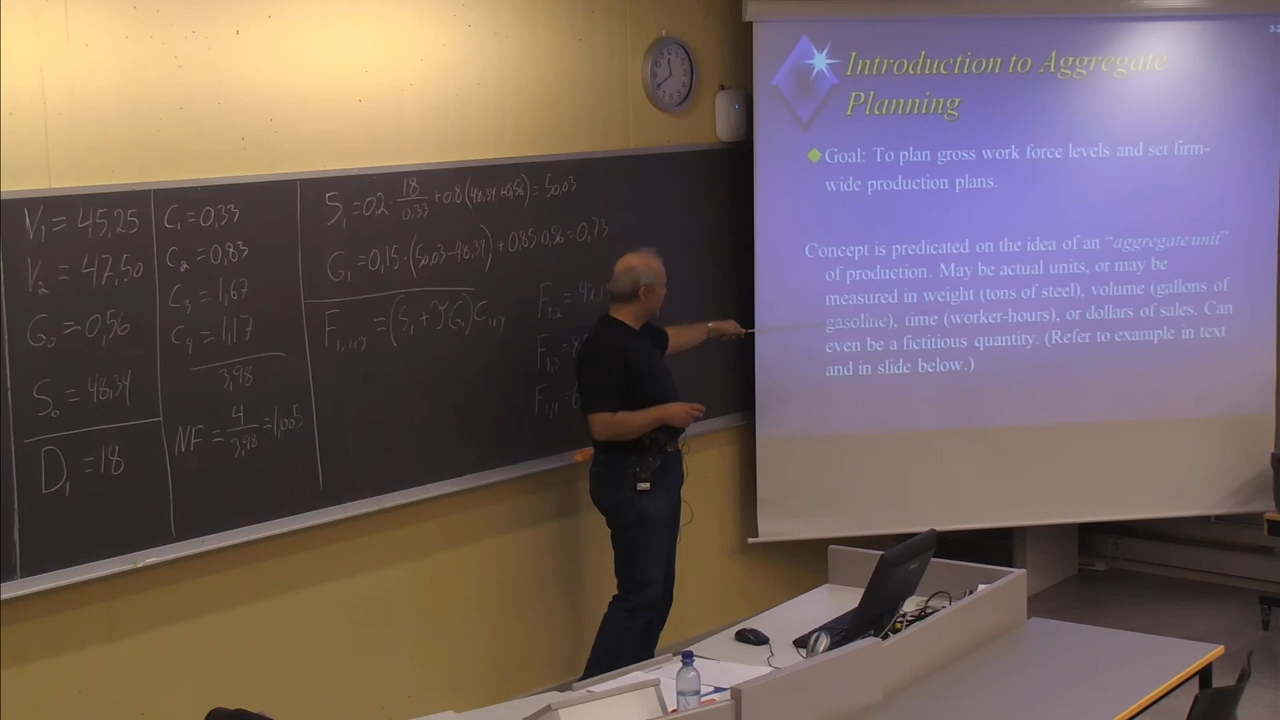 V₁ = 45,25
V₂ = 47,50
G₀ = 0,56
S₀ = 48,34
D₁ = 18
C₁ = 0,33
C₂ = 0,83
C₃ = 1,67
C₄ = 1,17
3,98
NF = 4/3,98 = 1,005
S₁ = 0,2 · 18/0,33 + 0.8 (48,34 + 0,56) = 50,03
G₁ = 0,15 · (50,03 - 48,34) + 0,85 · 0,56 = 0,73
F₁,₂ =
F₁,₃ =
F₁,₄ =
Introduction to Aggregate
Planning
Goal: To plan gross work force levels and set firm-
wide production plans.
Concept is predicated on the idea of an “aggregate unit”
of production. May be actual units, or may be
measured in weight (tons of steel), volume (gallons of
gasoline), time (worker-hours), or dollars of sales. Can
even be a fictitious quantity. (Refer to example in text
and in slide below.)